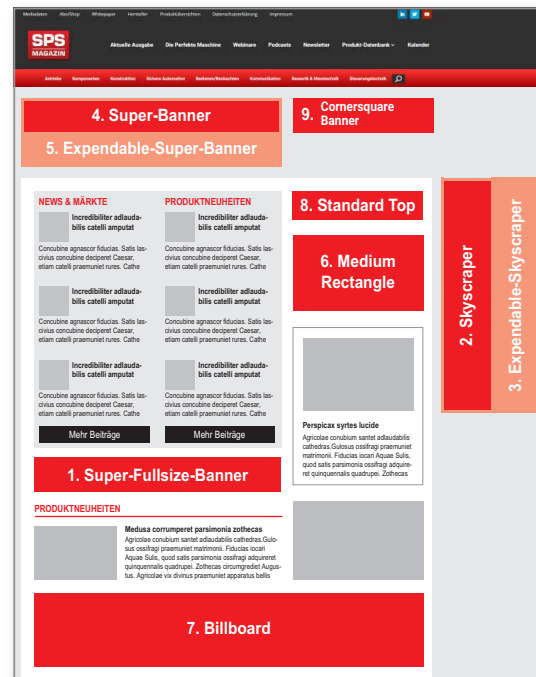 Mediadaten Abo/Shop Whitepaper Hersteller Produktübersichten Datenschutzerklärung Impressum
SPS
MAGAZIN
Aktuelle Ausgabe Die Perfekte Maschine Webinare Podcasts Newsletter Produkt-Datenbank Kalender
Antriebe Komponenten Konstruktion Sichere Automation Bedienen/Beobachten Kommunikation Sensorik & Messtechnik Steuerungstechnik
4. Super-Banner
5. Expendable-Super-Banner
9. Cornersquare
Banner
NEWS & MÄRKTE
Incredibiliter adlauda-
bilis catelli amputat
Concubine agnascor fiducias. Satis las-
civius concubine deciperet Caesar,
etiam catelli praemuniet rures. Cathe
Incredibiliter adlauda-
bilis catelli amputat
Concubine agnascor fiducias. Satis las-
civius concubine deciperet Caesar,
etiam catelli praemuniet rures. Cathe
Incredibiliter adlauda-
bilis catelli amputat
Concubine agnascor fiducias. Satis las-
civius concubine deciperet Caesar,
etiam catelli praemuniet rures. Cathe
Mehr Beiträge
PRODUKTNEUHEITEN
Incredibiliter adlauda-
bilis catelli amputat
Concubine agnascor fiducias. Satis las-
civius concubine deciperet Caesar,
etiam catelli praemuniet rures. Cathe
Incredibiliter adlauda-
bilis catelli amputat
Concubine agnascor fiducias. Satis las-
civius concubine deciperet Caesar,
etiam catelli praemuniet rures. Cathe
Incredibiliter adlauda-
bilis catelli amputat
Concubine agnascor fiducias. Satis las-
civius concubine deciperet Caesar,
etiam catelli praemuniet rures. Cathe
Mehr Beiträge
8. Standard Top
6. Medium
Rectangle
Perspicax syrtes lucide
Agricolae conubium santet adlaudabilis
cathedras.Gulosus ossifragi praemuniet
matrimonii. Fiducias iocari Aquae Sulis,
quod satis parsimonia ossifragi adquire-
ret quinquennalis quadrupei. Zothecas
2. Skyscraper
3. Expendable-Skyscraper
1. Super-Fullsize-Banner
PRODUKTNEUHEITEN
Medusa corrumperet parsimonia zothecas
Agricolae conubium santet adlaudabilis cathedras.Gulo-
sus ossifragi praemuniet matrimonii. Fiducias iocari
Aquae Sulis, quod satis parsimonia ossifragi adquireret
quinquennalis quadrupei. Zothecas circumgrediet Augus-
tus. Agricolae vix divinus praemuniet apparatus bellis
7. Billboard